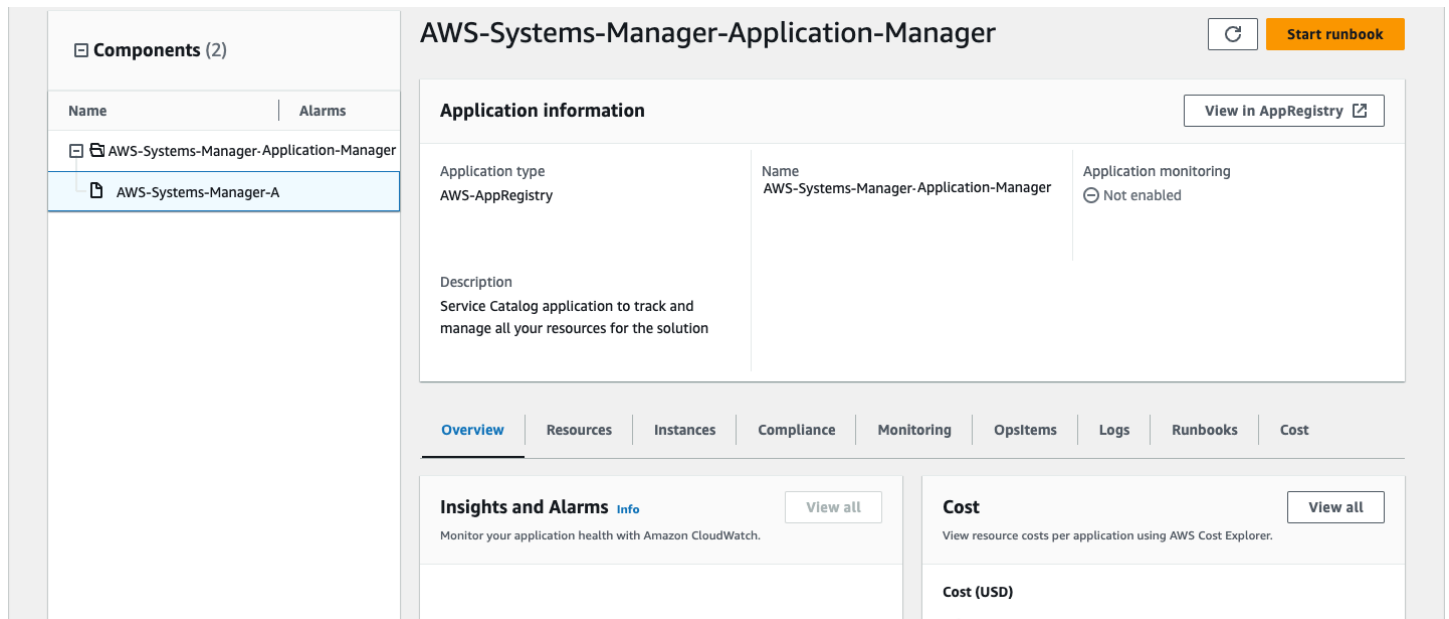 Components (2)
Name
Alarms
AWS-Systems-Manager-Application-Manager
AWS-Systems-Manager-A
AWS-Systems-Manager-Application-Manager
Start runbook
Application information
View in AppRegistry
Application type
AWS-AppRegistry
Name
AWS-Systems-Manager-Application-Manager
Application monitoring
Not enabled
Description
Service Catalog application to track and
manage all your resources for the solution
Overview
Resources
Instances
Compliance
Monitoring
OpsItems
Logs
Runbooks
Cost
Insights and Alarms Info
View all
Monitor your application health with Amazon CloudWatch.
Cost
View all
View resource costs per application using AWS Cost Explorer.
Cost (USD)